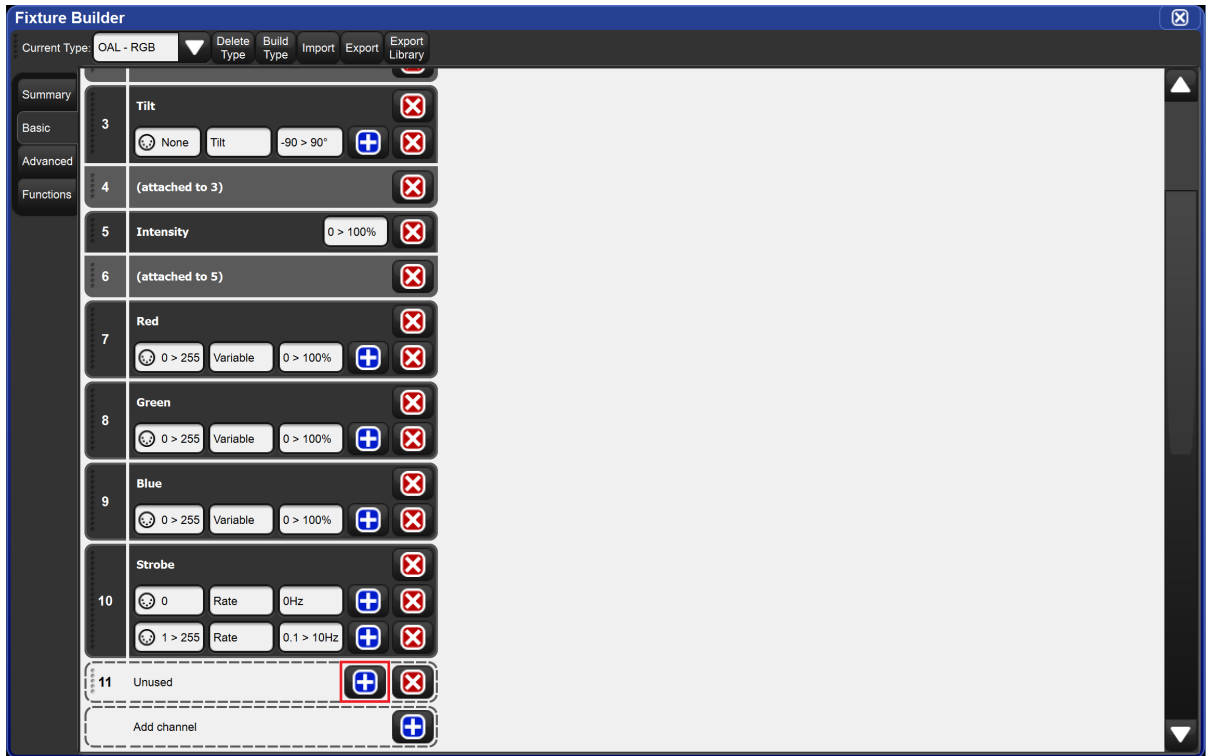 Fixture Builder
Current Type: OAL - RGB Delete Type Build Type Import Export Export Library
Summary
Basic
Advanced
Functions
3 Tilt
None Tilt -90 > 90°
4 (attached to 3)
5 Intensity 0 > 100%
6 (attached to 5)
7 Red
0 > 255 Variable 0 > 100%
8 Green
0 > 255 Variable 0 > 100%
9 Blue
0 > 255 Variable 0 > 100%
10 Strobe
0 Rate 0Hz
1 > 255 Rate 0.1 > 10Hz
11 Unused
Add channel